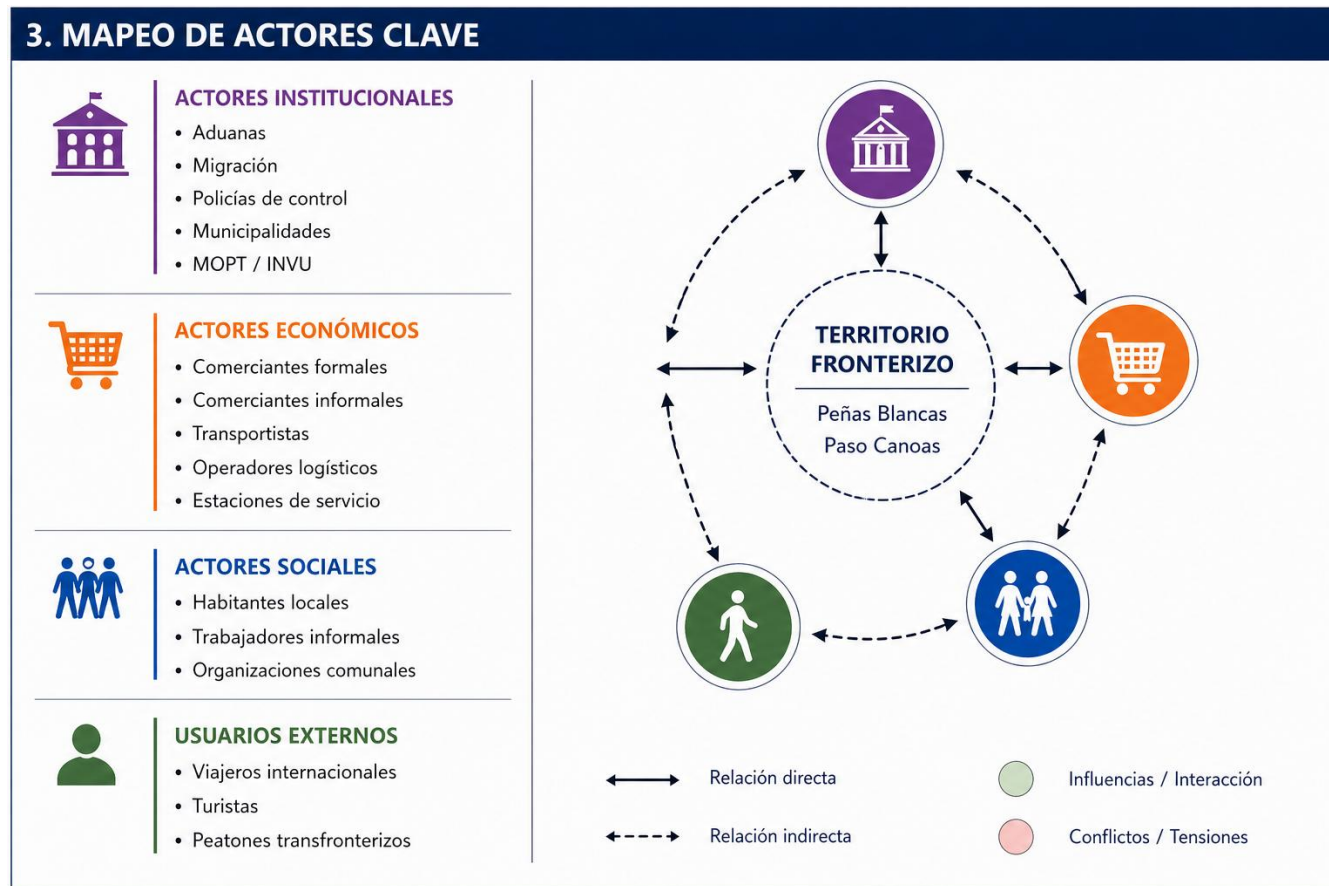 3. MAPEO DE ACTORES CLAVE
ACTORES INSTITUCIONALES
• Aduanas
• Migración
• Policías de control
• Municipalidades
• MOPT / INVU
ACTORES ECONÓMICOS
• Comerciantes formales
• Comerciantes informales
• Transportistas
• Operadores logísticos
• Estaciones de servicio
ACTORES SOCIALES
• Habitantes locales
• Trabajadores informales
• Organizaciones comunales
USUARIOS EXTERNOS
• Viajeros internacionales
• Turistas
• Peatones transfronterizos
TERRITORIO
FRONTERIZO
Peñas Blancas
Paso Canoas
Relación directa
Relación indirecta
Influencias / Interacción
Conflictos / Tensiones